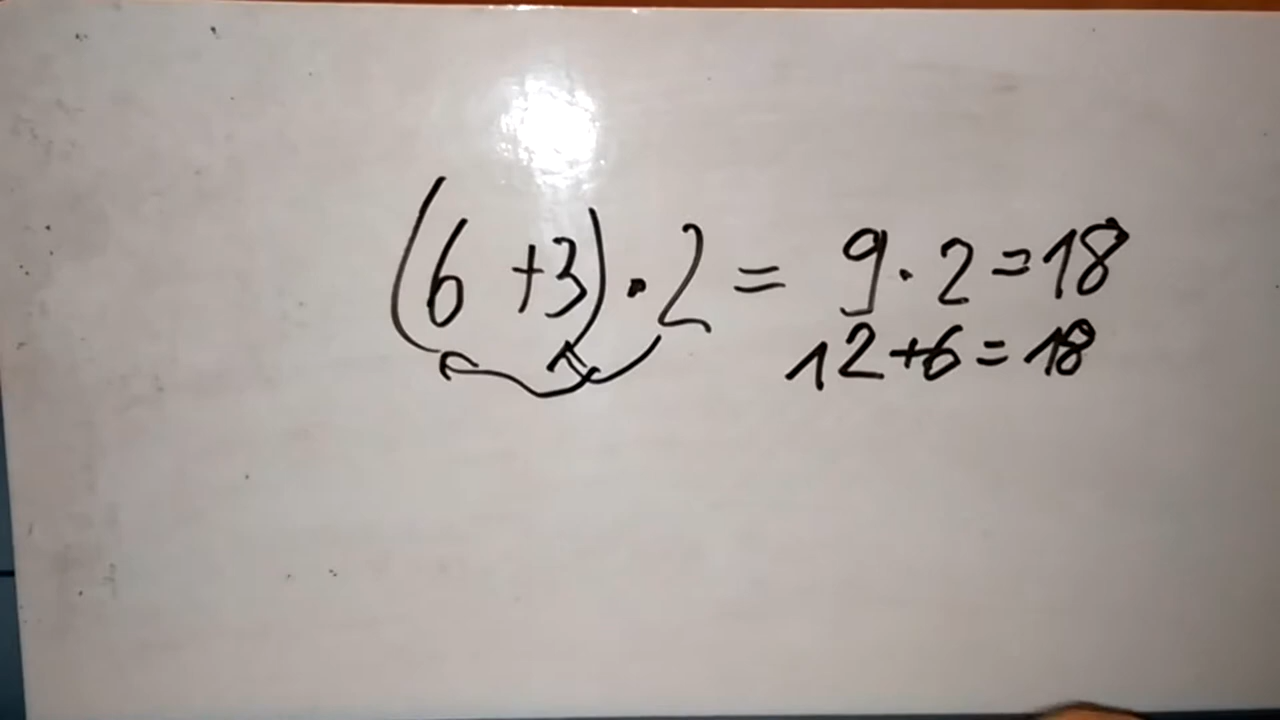 (6 +3) · 2 = 9 · 2 = 18
12 + 6 = 18